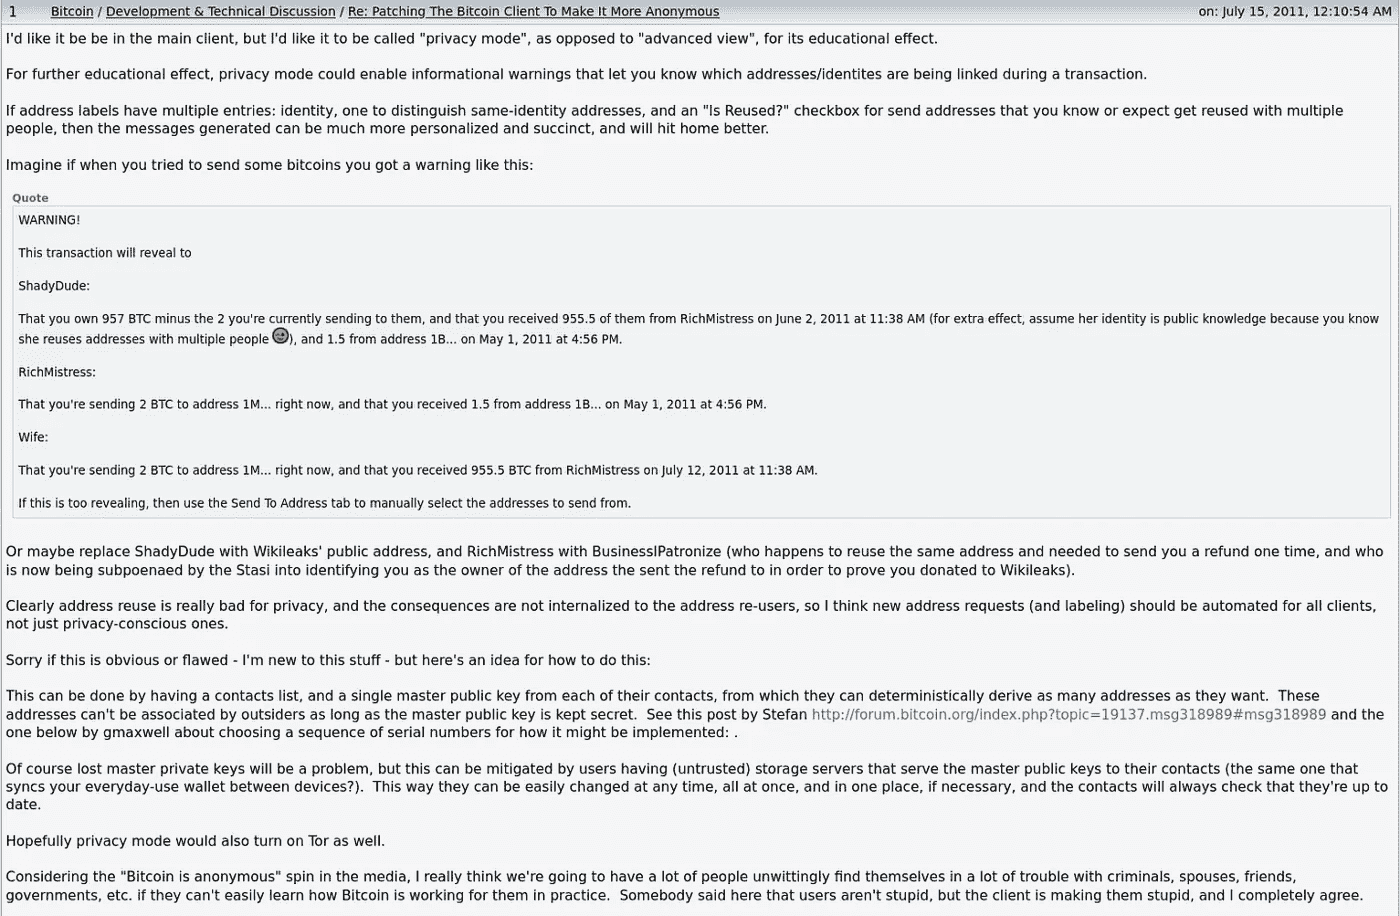 1 Bitcoin / Development & Technical Discussion / Re: Patching The Bitcoin Client To Make It More Anonymous on: July 15, 2011, 12:10:54 AM
I'd like it be be in the main client, but I'd like it to be called "privacy mode", as opposed to "advanced view", for its educational effect.
For further educational effect, privacy mode could enable informational warnings that let you know which addresses/identites are being linked during a transaction.
If address labels have multiple entries: identity, one to distinguish same-identity addresses, and an "Is Reused?" checkbox for send addresses that you know or expect get reused with multiple
people, then the messages generated can be much more personalized and succinct, and will hit home better.
Imagine if when you tried to send some bitcoins you got a warning like this:
Quote
WARNING!
This transaction will reveal to
ShadyDude:
That you own 957 BTC minus the 2 you're currently sending to them, and that you received 955.5 of them from RichMistress on June 2, 2011 at 11:38 AM (for extra effect, assume her identity is public knowledge because you know
she reuses addresses with multiple people ), and 1.5 from address 1B... on May 1, 2011 at 4:56 PM.
RichMistress:
That you're sending 2 BTC to address 1M... right now, and that you received 1.5 from address 1B... on May 1, 2011 at 4:56 PM.
Wife:
That you're sending 2 BTC to address 1M... right now, and that you received 955.5 BTC from RichMistress on July 12, 2011 at 11:38 AM.
If this is too revealing, then use the Send To Address tab to manually select the addresses to send from.
Or maybe replace ShadyDude with Wikileaks' public address, and RichMistress with BusinessIPatronize (who happens to reuse the same address and needed to send you a refund one time, and who
is now being subpoenaed by the Stasi into identifying you as the owner of the address the sent the refund to in order to prove you donated to Wikileaks).
Clearly address reuse is really bad for privacy, and the consequences are not internalized to the address re-users, so I think new address requests (and labeling) should be automated for all clients,
not just privacy-conscious ones.
Sorry if this is obvious or flawed - I'm new to this stuff - but here's an idea for how to do this:
This can be done by having a contacts list, and a single master public key from each of their contacts, from which they can deterministically derive as many addresses as they want.  These
addresses can't be associated by outsiders as long as the master public key is kept secret.  See this post by Stefan http://forum.bitcoin.org/index.php?topic=19137.msg318989#msg318989 and the
one below by gmaxwell about choosing a sequence of serial numbers for how it might be implemented: .
Of course lost master private keys will be a problem, but this can be mitigated by users having (untrusted) storage servers that serve the master public keys to their contacts (the same one that
syncs your everyday-use wallet between devices?).  This way they can be easily changed at any time, all at once, and in one place, if necessary, and the contacts will always check that they're up to
date.
Hopefully privacy mode would also turn on Tor as well.
Considering the "Bitcoin is anonymous" spin in the media, I really think we're going to have a lot of people unwittingly find themselves in a lot of trouble with criminals, spouses, friends,
governments, etc. if they can't easily learn how Bitcoin is working for them in practice.  Somebody said here that users aren't stupid, but the client is making them stupid, and I completely agree.